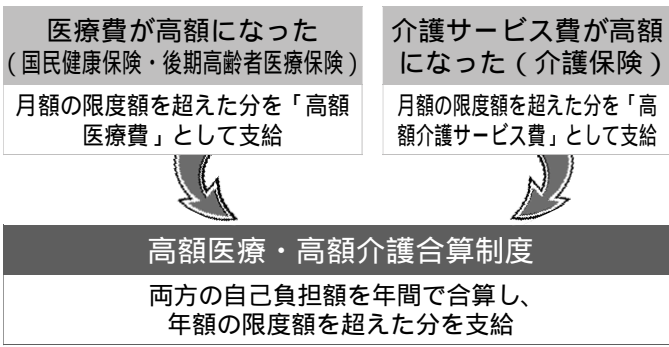 医療費が高額になった
(国民健康保険・後期高齢者医療保険)
月額の限度額を超えた分を「高額
医療費」として支給
介護サービス費が高額
になった(介護保険)
月額の限度額を超えた分を「高
額介護サービス費」として支給
高額医療・高額介護合算制度
両方の自己負担額を年間で合算し、
年額の限度額を超えた分を支給